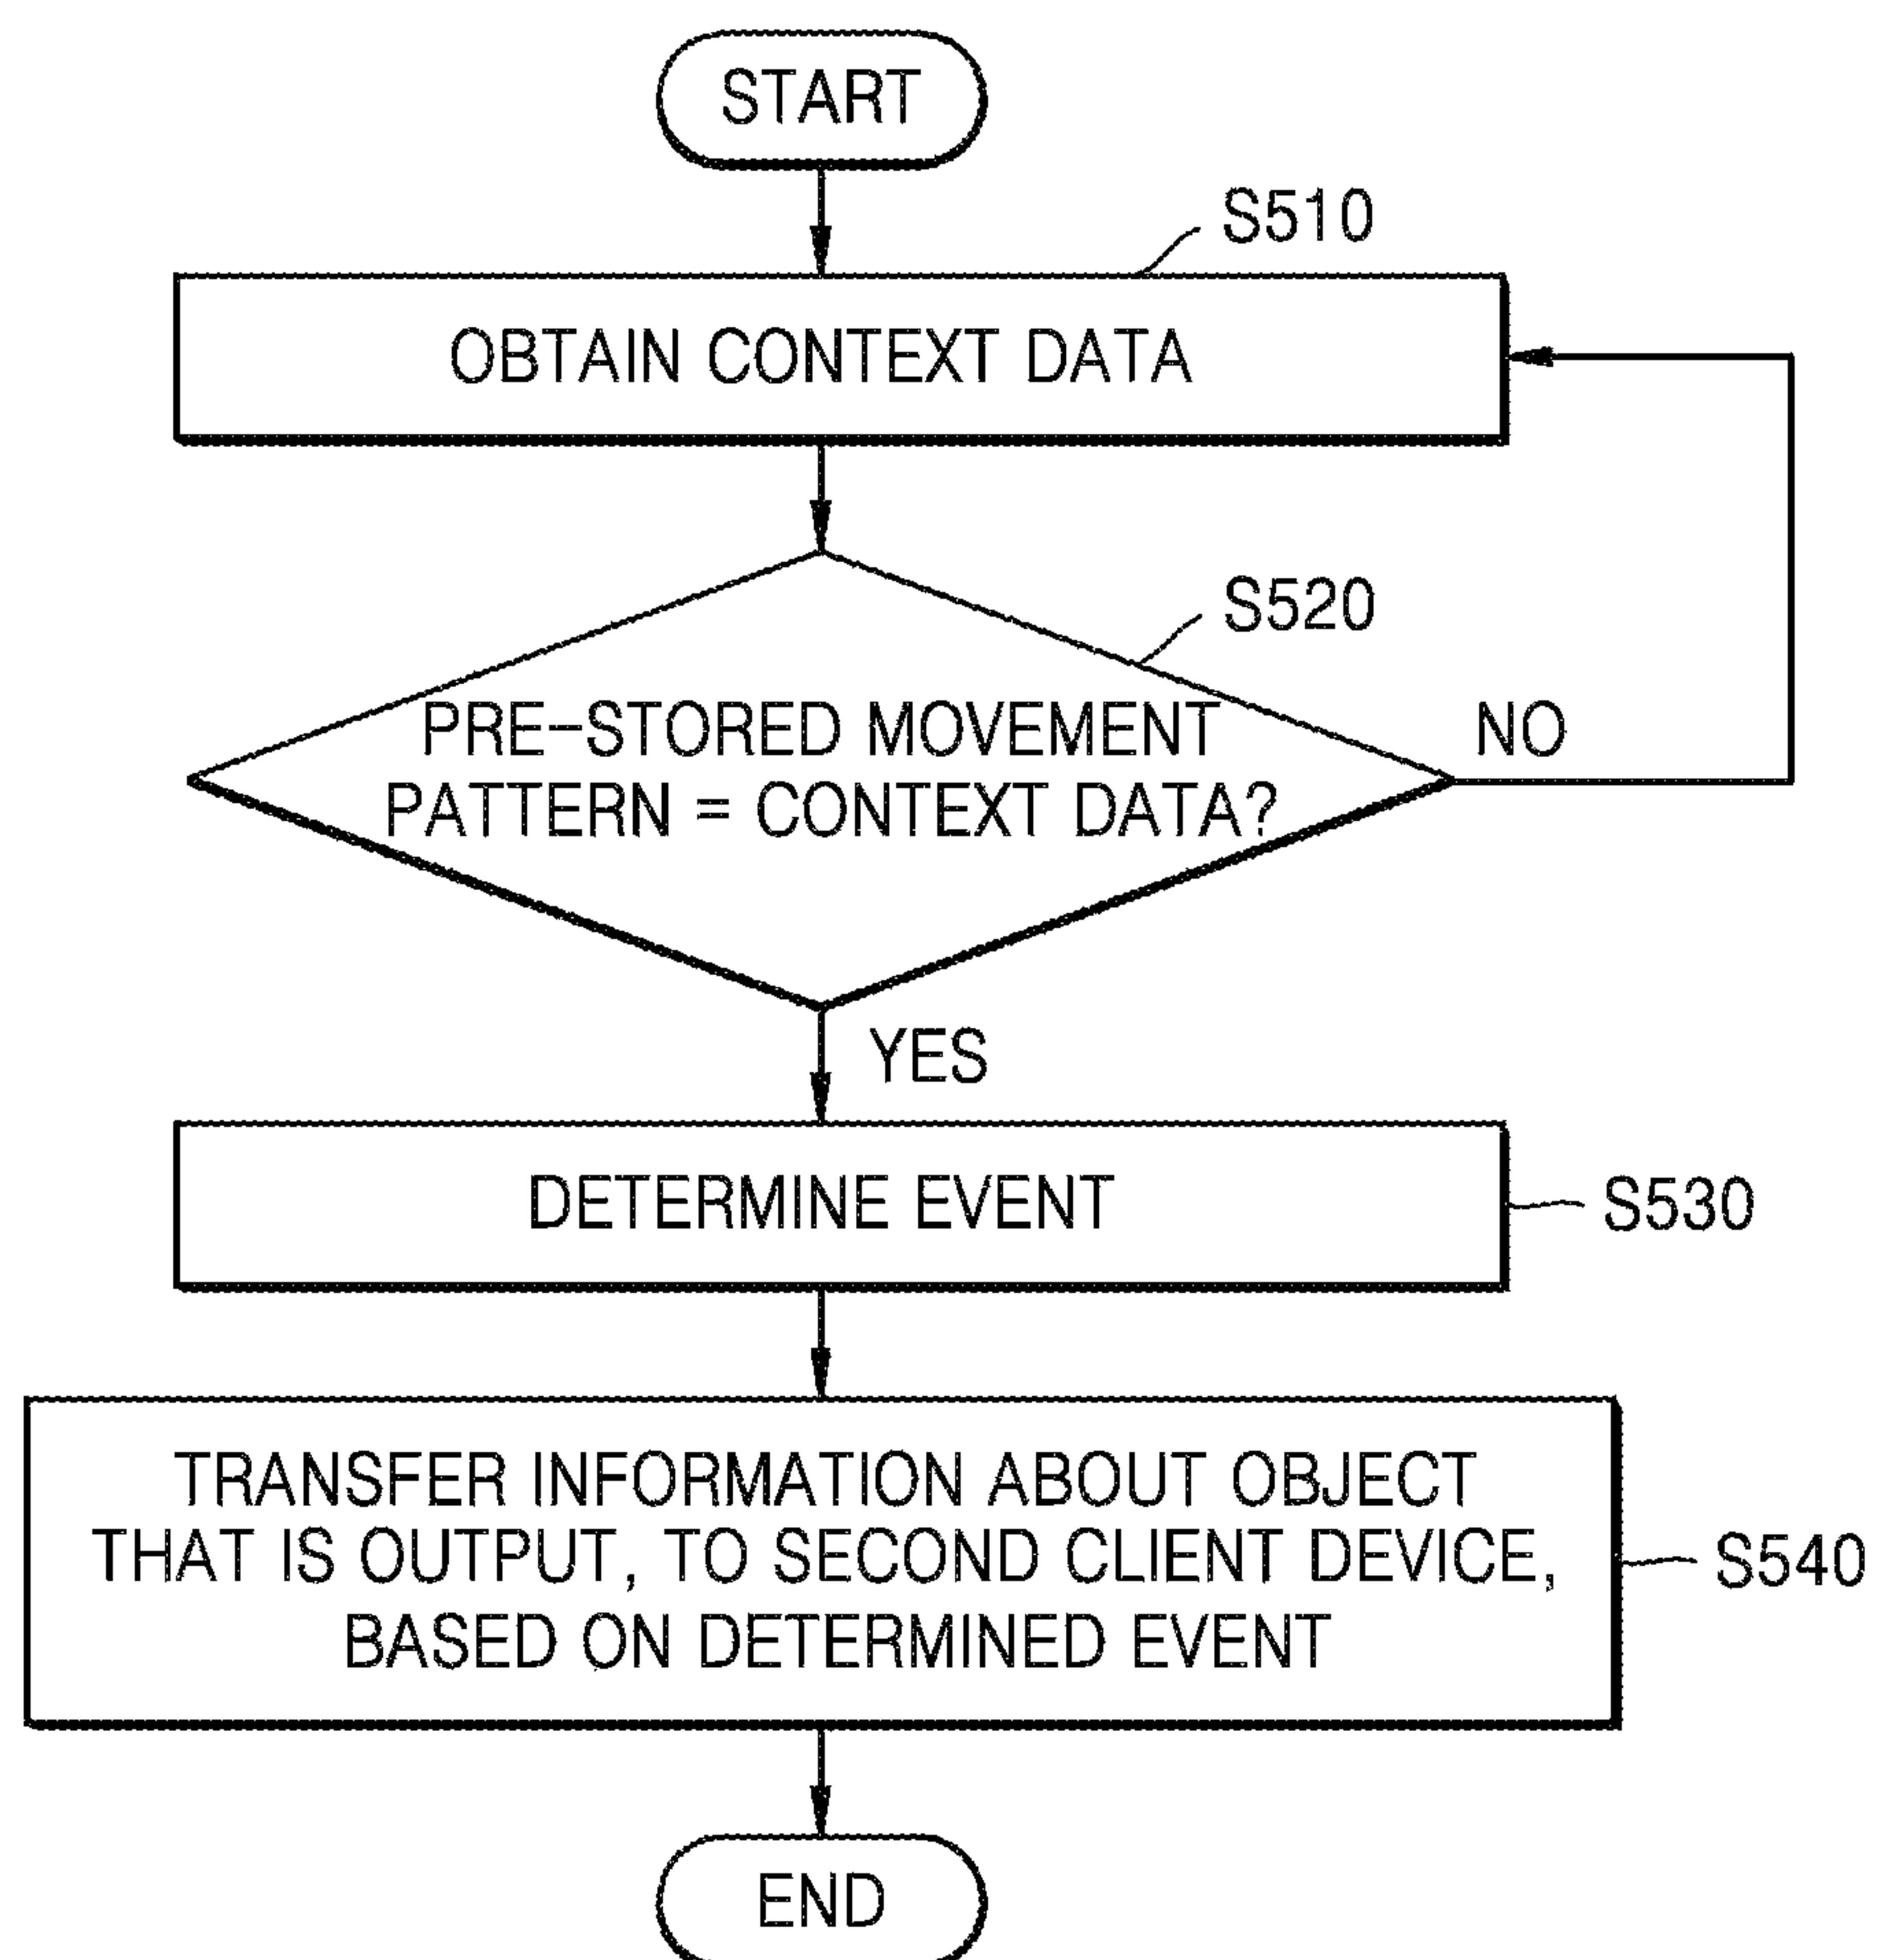 START
S510
OBTAIN CONTEXT DATA
S520
PRE-STORED MOVEMENT
PATTERN = CONTEXT DATA?
NO
YES
DETERMINE EVENT
S530
TRANSFER INFORMATION ABOUT OBJECT
THAT IS OUTPUT, TO SECOND CLIENT DEVICE,
BASED ON DETERMINED EVENT
S540
END